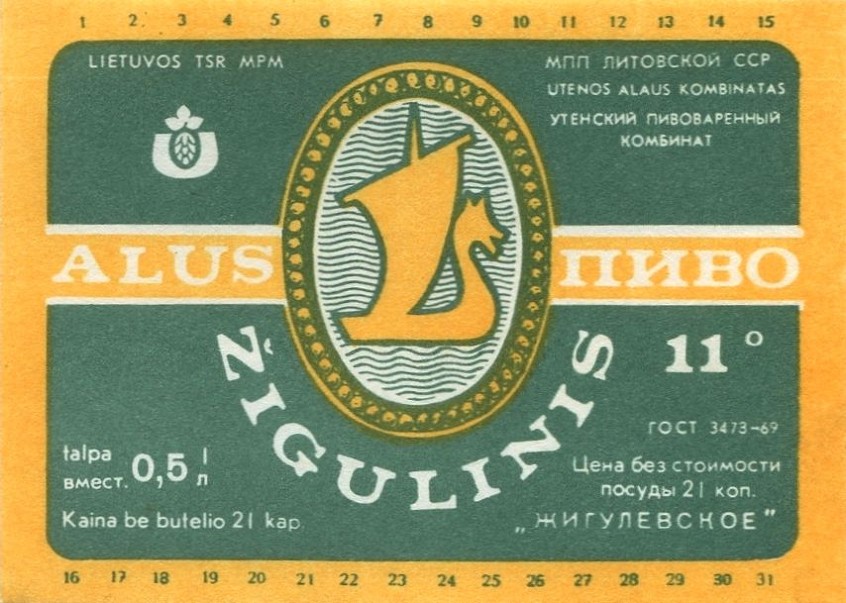 1 2 3 4 5 6 7 8 9 10 11 12 13 14 15
LIETUVOS TSR MPM
МПП ЛИТОВСКОЙ ССР
UTENOS ALAUS KOMBINATAS
УТЕНСКИЙ ПИВОВАРЕННЫЙ
КОМБИНАТ
ALUS ПИВО
ŽIGULINIS
11°
ГОСТ 3473-69
talpa
вмест. 0,5 l
л
Kaina be butelio 21 kap.
Цена без стоимости
посуды 21 коп.
„ЖИГУЛЕВСКОЕ"
16 17 18 19 20 21 22 23 24 25 26 27 28 29 30 31